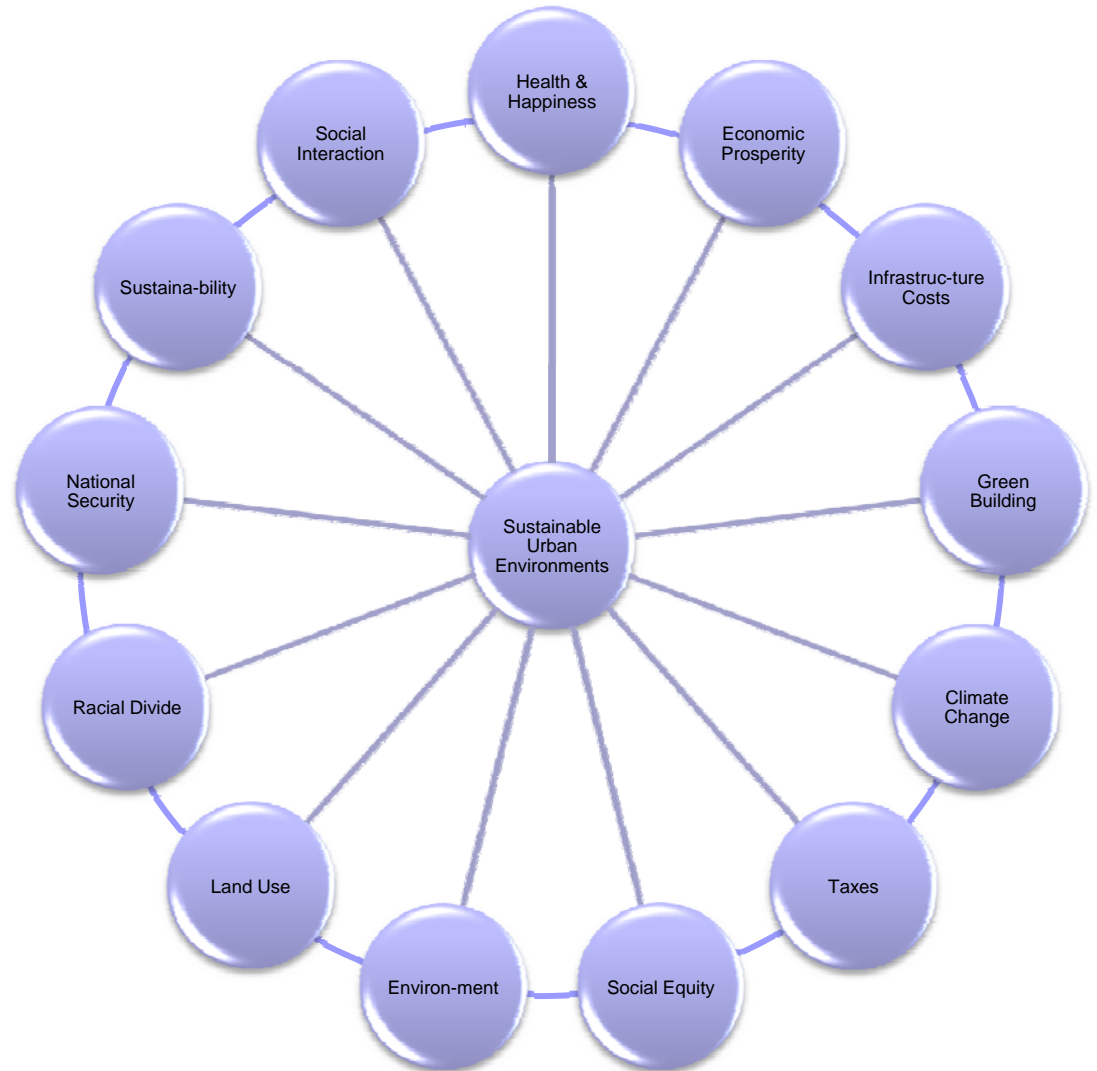 Health &
Happiness
Economic
Prosperity
Infrastruc-ture
Costs
Green
Building
Climate
Change
Taxes
Social Equity
Environ-ment
Land Use
Racial Divide
National
Security
Sustaina-bility
Social
Interaction
Sustainable
Urban
Environments